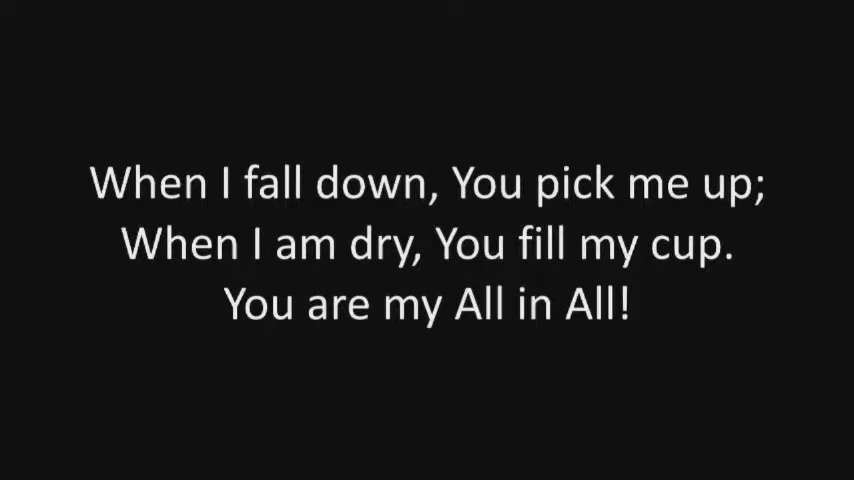 When I fall down, You pick me up;
When I am dry, You fill my cup.
You are my All in All!